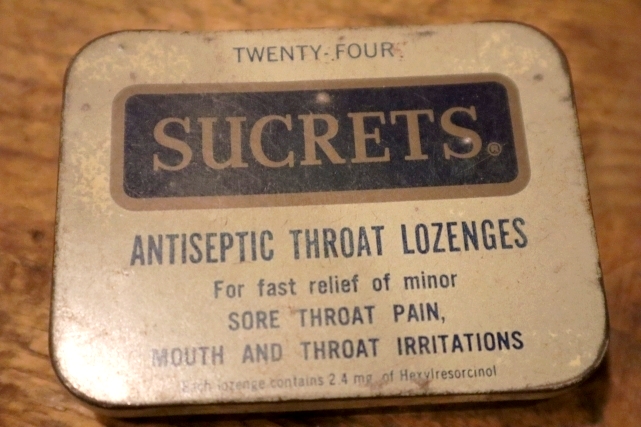 TWENTY-FOUR
SUCRETS®
ANTISEPTIC THROAT LOZENGES
For fast relief of minor
SORE THROAT PAIN,
MOUTH AND THROAT IRRITATIONS
Each lozenge contains 2.4 mg. of Hexylresorcinol